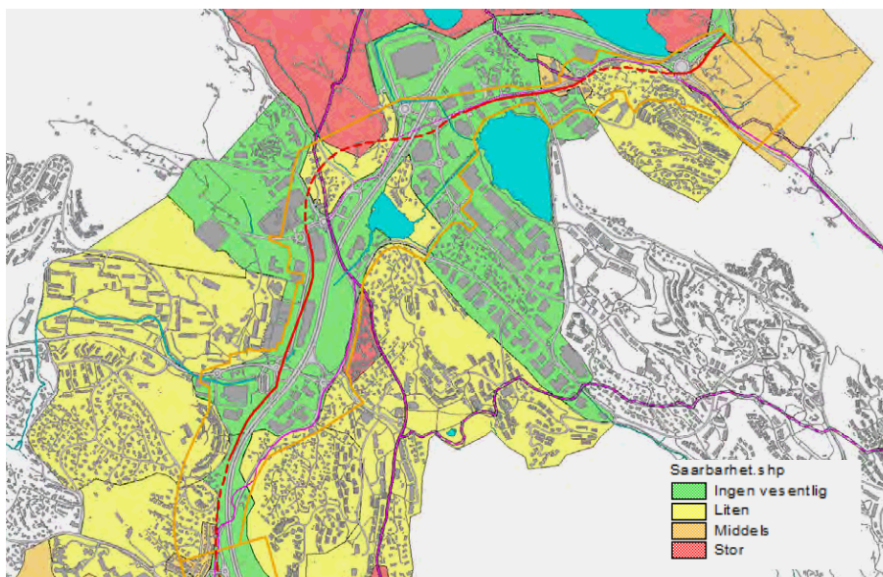 Saarbarhet.shp
Ingen vesentlig
Liten
Middels
Stor